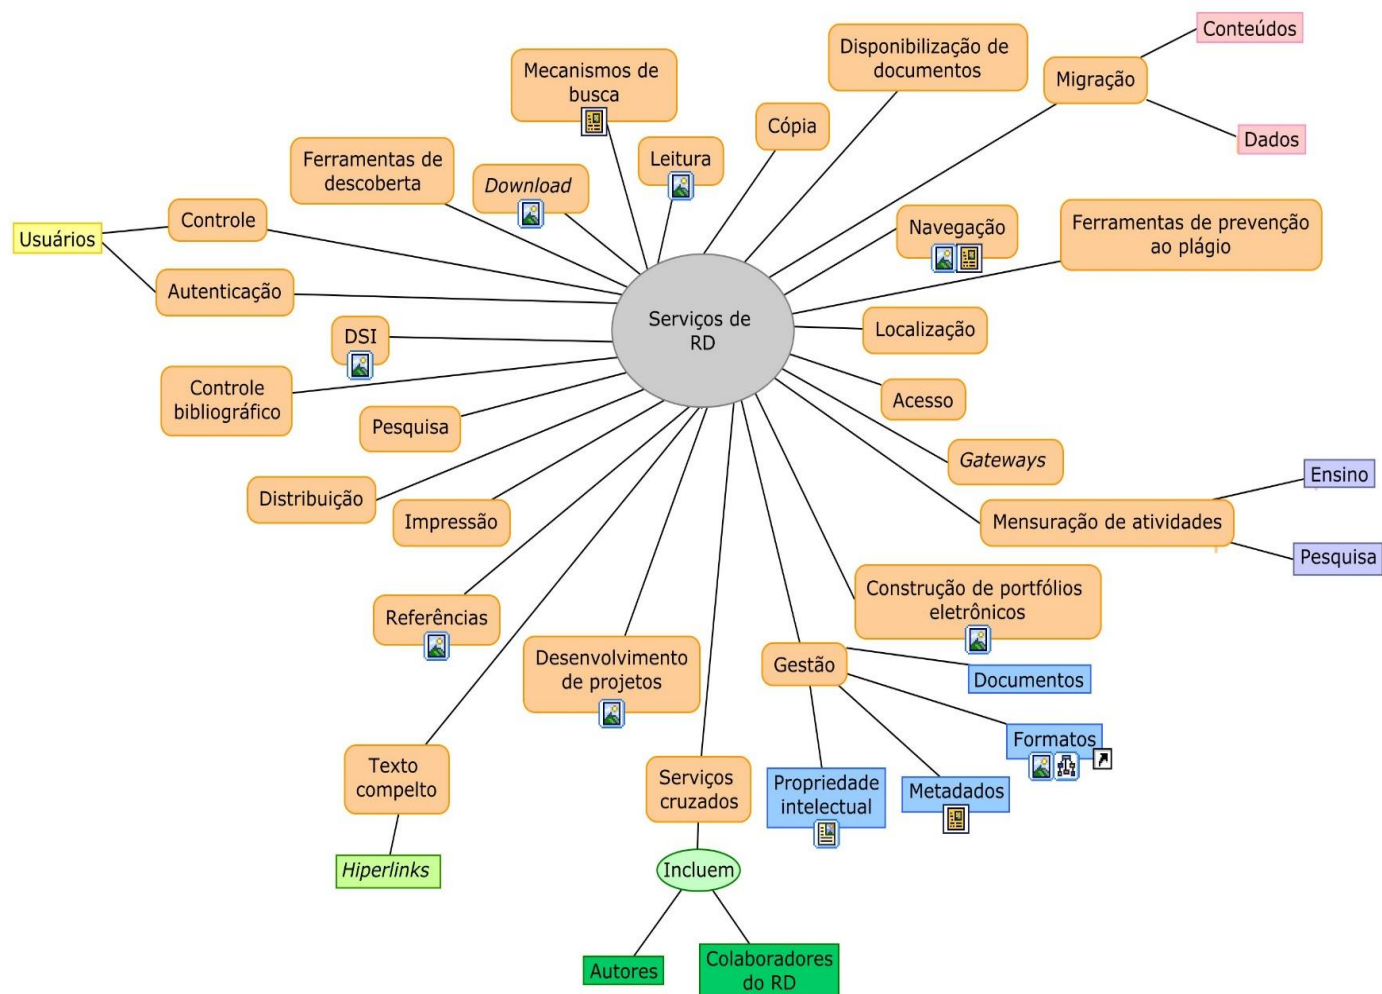 Conteúdos
Disponibilização de
documentos
Migração
Mecanismos de
busca
Cópia
Dados
Leitura
Ferramentas de
descoberta
Download
Controle
Usuários
Navegação
Ferramentas de prevenção
ao plágio
Autenticação
Serviços de
RD
DSI
Localização
Controle
bibliográfico
Acesso
Pesquisa
Gateways
Ensino
Distribuição
Impressão
Mensuração de atividades
Pesquisa
Construção de portfólios
eletrônicos
Referências
Desenvolvimento
de projetos
Gestão
Documentos
Formatos
Texto
compelto
Serviços
cruzados
Propriedade
intelectual
Metadados
Hiperlinks
Incluem
Autores
Colaboradores
do RD